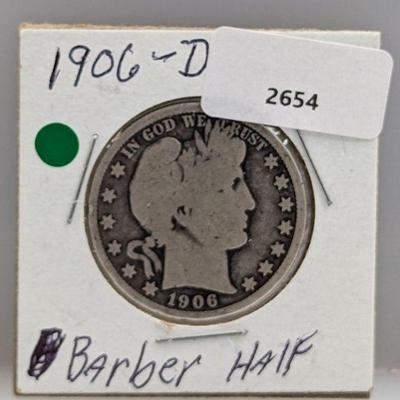 1906-D
2654
IN GOD WE TRUST
1906
Barber Half